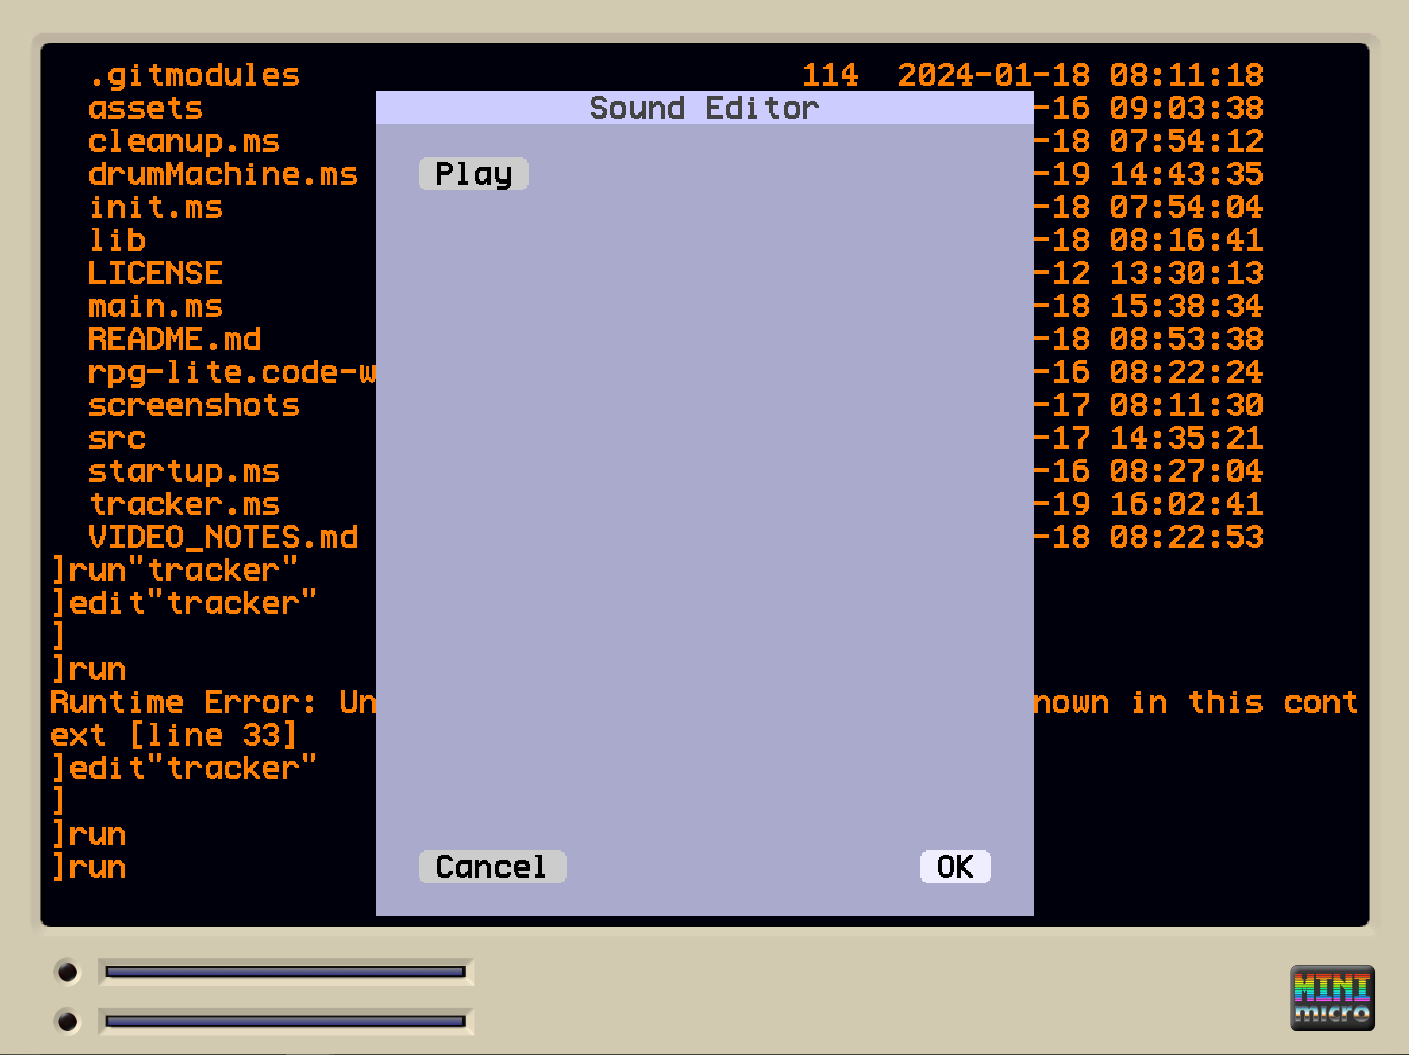 .gitmodules 114 2024-01-18 08:11:18
Sound Editor
assets -16 09:03:38
cleanup.ms -18 07:54:12
Play
drumMachine.ms -19 14:43:35
init.ms -18 07:54:04
lib -18 08:16:41
LICENSE -12 13:30:13
main.ms -18 15:38:34
README.md -18 08:53:38
rpg-lite.code-w -16 08:22:24
screenshots -17 08:11:30
src -17 14:35:21
startup.ms -16 08:27:04
tracker.ms -19 16:02:41
VIDEO_NOTES.md -18 08:22:53
]run"tracker"
]edit"tracker"
]
]run
Runtime Error: Un nown in this cont
ext [line 33]
]edit"tracker"
]
]run
]run
Cancel OK
MINI
micro